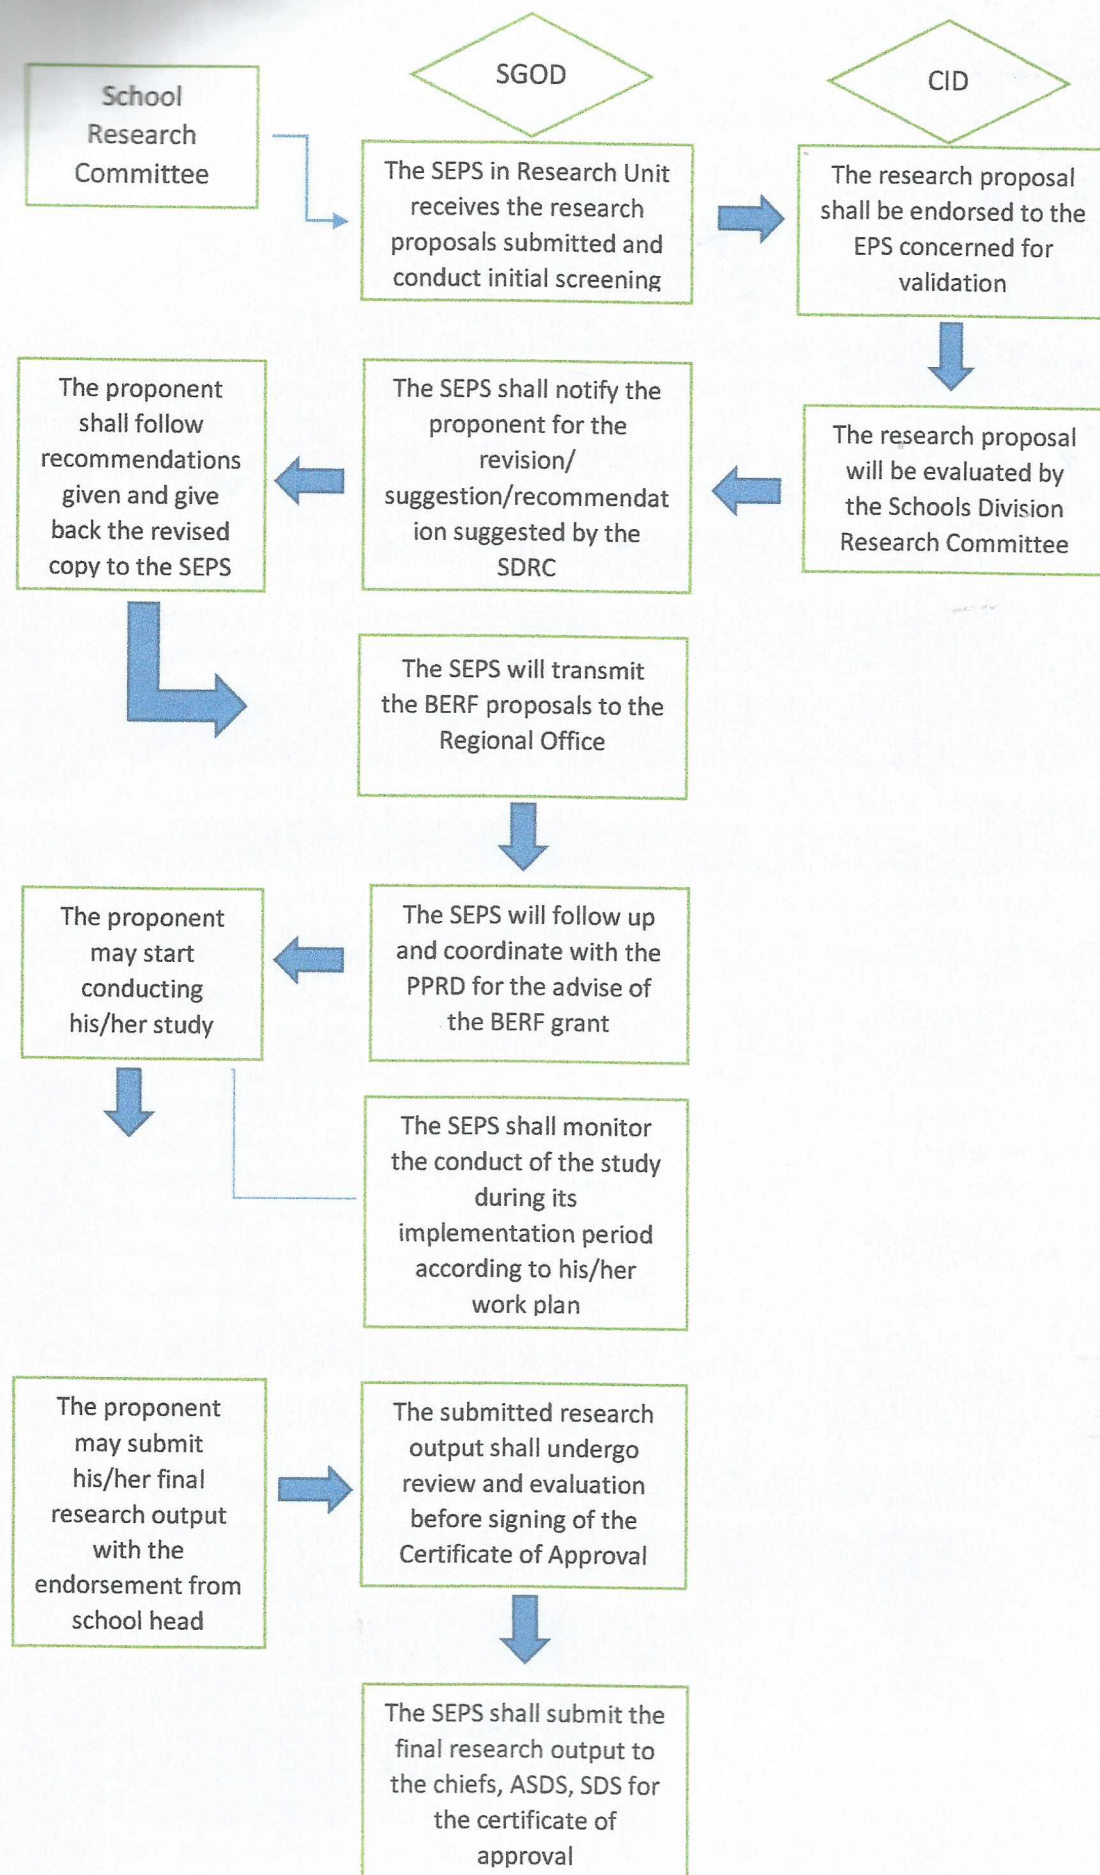 School
Research
Committee
SGOD
CID
The SEPS in Research Unit
receives the research
proposals submitted and
conduct initial screening
The research proposal
shall be endorsed to the
EPS concerned for
validation
The proponent
shall follow
recommendations
given and give
back the revised
copy to the SEPS
The SEPS shall notify the
proponent for the
revision/
suggestion/recommendat
ion suggested by the
SDRC
The research proposal
will be evaluated by
the Schools Division
Research Committee
The SEPS will transmit
the BERF proposals to the
Regional Office
The proponent
may start
conducting
his/her study
The SEPS will follow up
and coordinate with the
PPRD for the advise of
the BERF grant
The SEPS shall monitor
the conduct of the study
during its
implementation period
according to his/her
work plan
The proponent
may submit
his/her final
research output
with the
endorsement from
school head
The submitted research
output shall undergo
review and evaluation
before signing of the
Certificate of Approval
The SEPS shall submit the
final research output to
the chiefs, ASDS, SDS for
the certificate of
approval